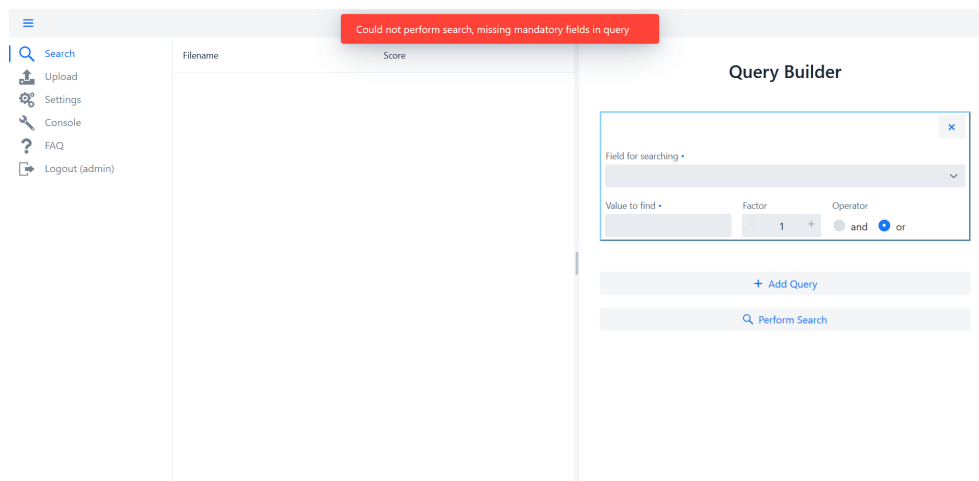 Could not perform search, missing mandatory fields in query
Search
Upload
Settings
Console
FAQ
Logout (admin)
Filename Score
Query Builder
Field for searching •
Value to find • Factor Operator
1 + and or
+ Add Query
Perform Search